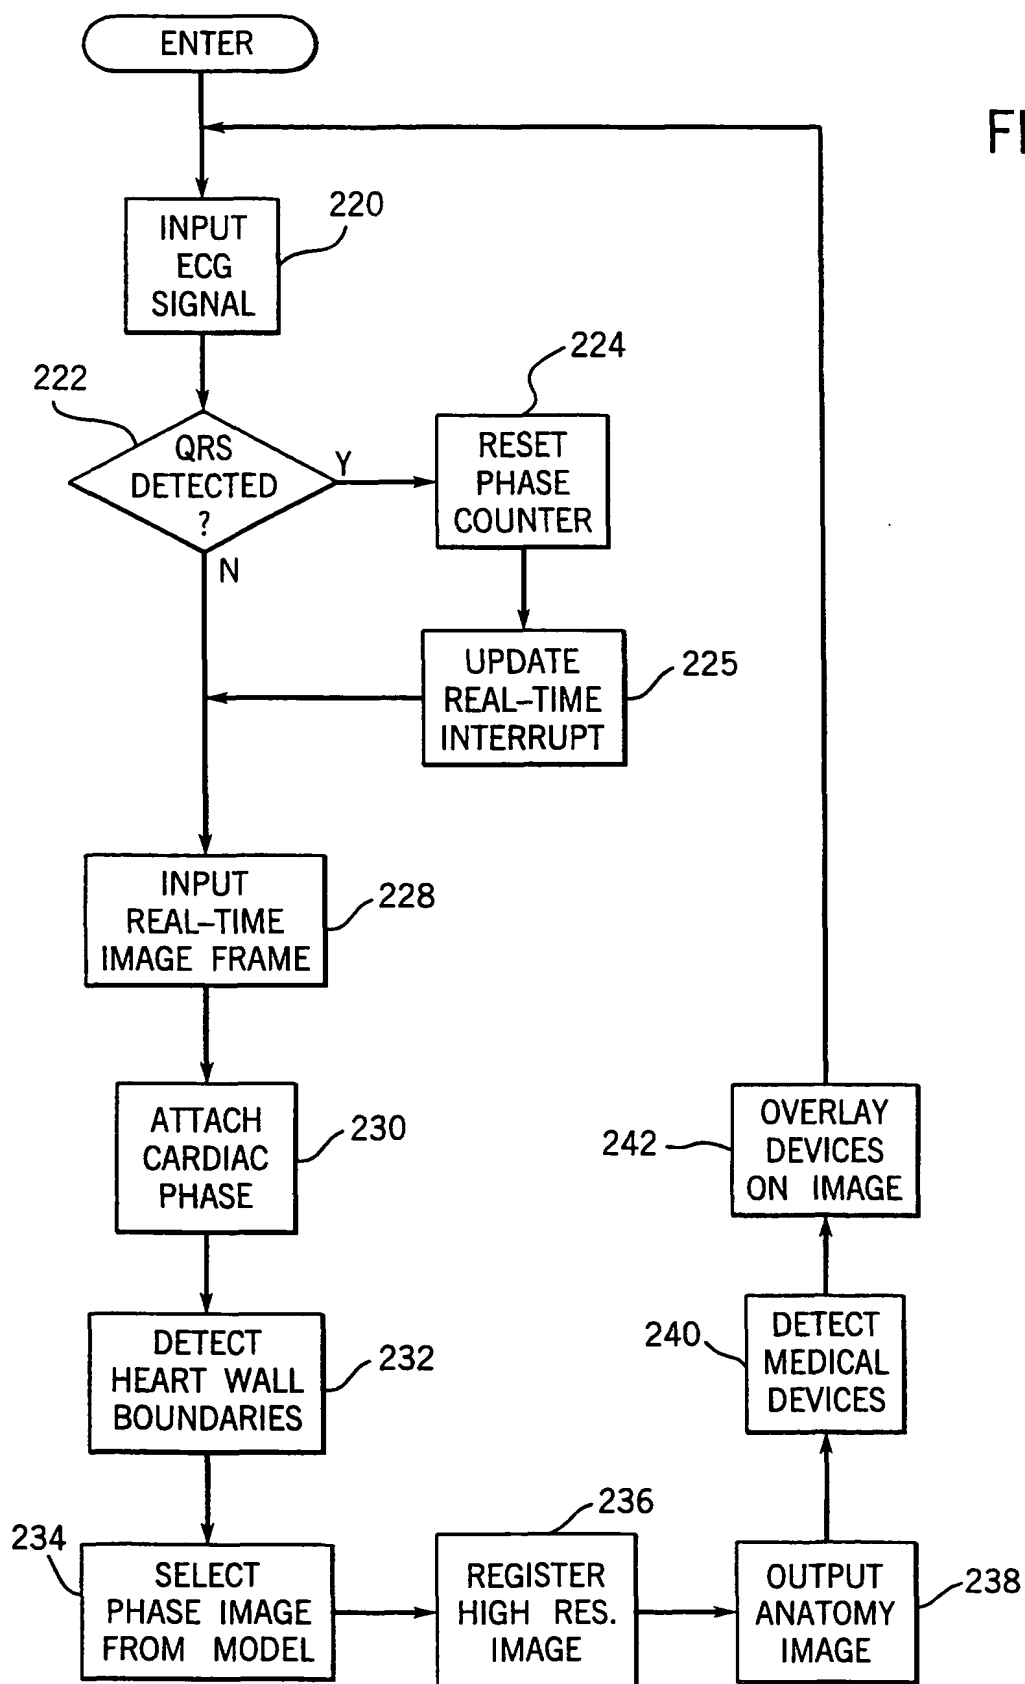 ENTER
FI
INPUT
ECG
SIGNAL
220
222
QRS
DETECTED
?
Y
N
224
RESET
PHASE
COUNTER
UPDATE
REAL-TIME
INTERRUPT
225
INPUT
REAL-TIME
IMAGE FRAME
228
ATTACH
CARDIAC
PHASE
230
DETECT
HEART WALL
BOUNDARIES
232
234
SELECT
PHASE IMAGE
FROM MODEL
236
REGISTER
HIGH RES.
IMAGE
OUTPUT
ANATOMY
IMAGE
238
240
DETECT
MEDICAL
DEVICES
242
OVERLAY
DEVICES
ON IMAGE